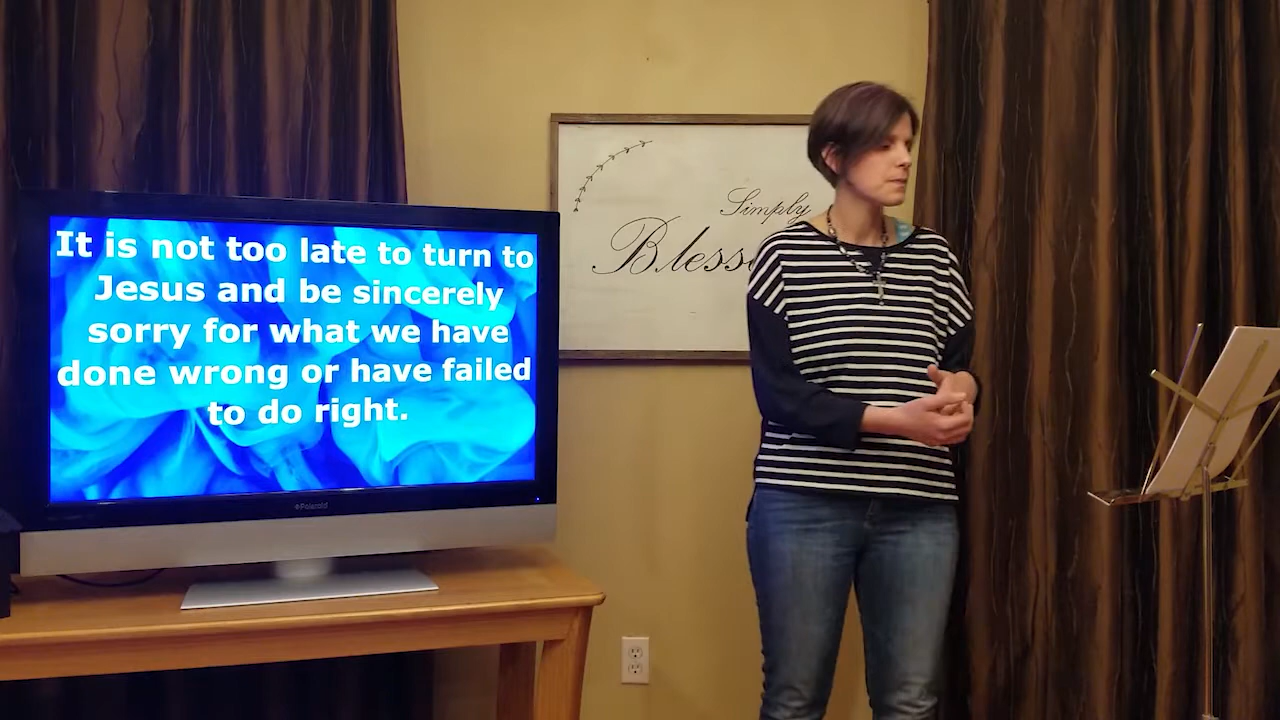 It is not too late to turn to
Jesus and be sincerely
sorry for what we have
done wrong or have failed
to do right.
Polaroid
Simply
Blesse